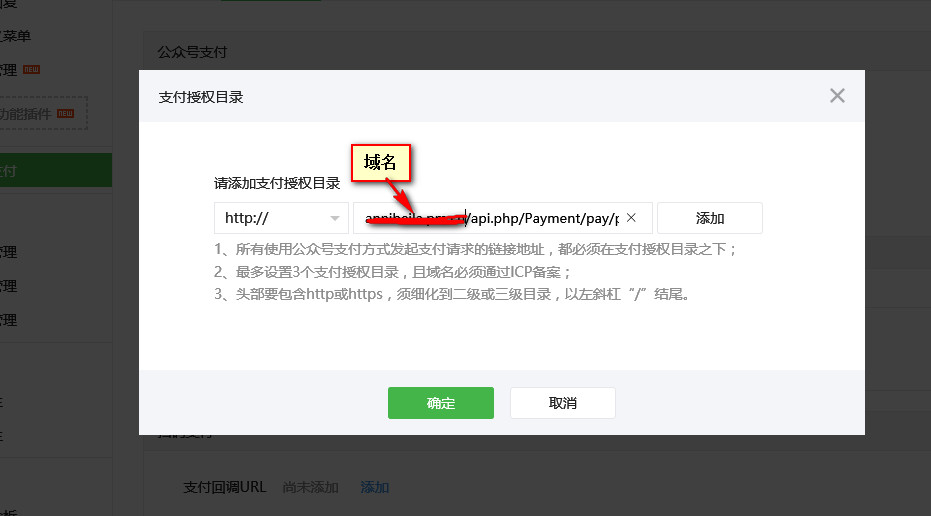 菜单
管理 NEW
功能插件 NEW
公众号支付
支付授权目录
域名
请添加支付授权目录
http://
/api.php/Payment/pay/p
添加
1、所有使用公众号支付方式发起支付请求的链接地址，都必须在支付授权目录之下；
2、最多设置3个支付授权目录，且域名必须通过ICP备案；
3、头部要包含http或https，须细化到二级或三级目录，以左斜杠“/”结尾。
付
管理
管理
管理
确定
取消
支付回调URL 尚未添加 添加